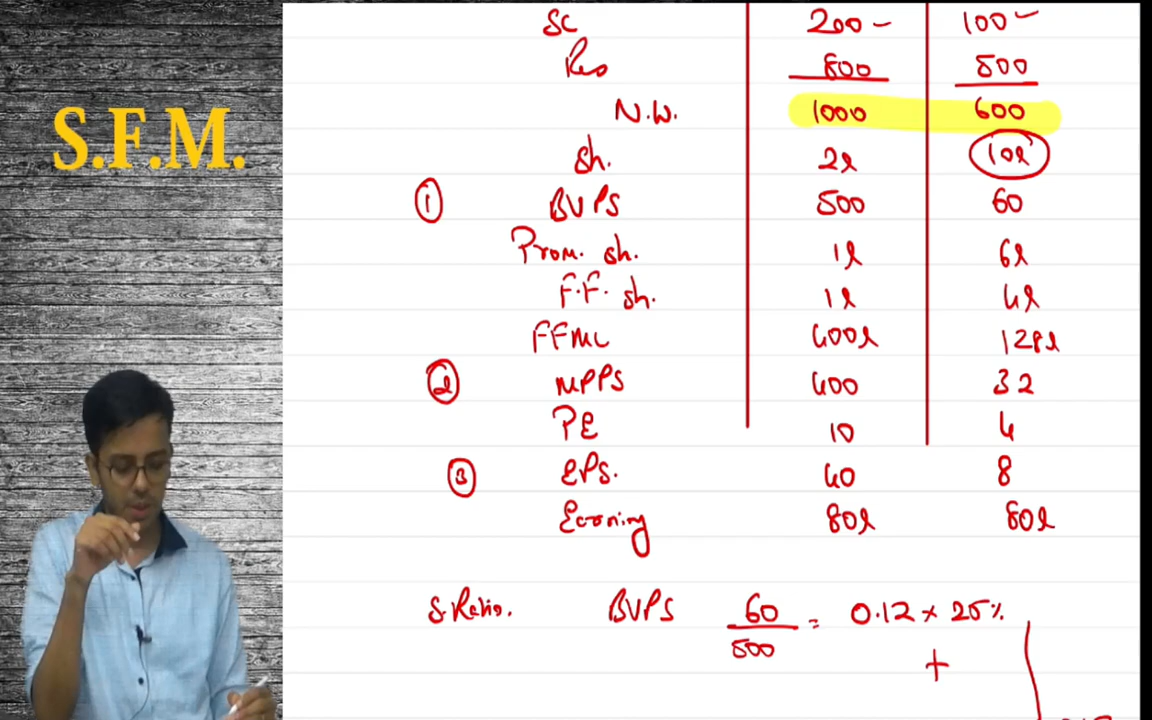 S.F.M.
SC 200 - 100 -
Res 800 500
N.W. 1000 600
Sh. 2l 10l
① BVPS 500 60
Prom. sh. 1l 6l
F.F. sh. 1l 4l
FFMC 400l 128l
② MPPS 400 32
PE 10 4
③ EPS. 40 8
Earning 80l 80l
S. Ratio. BVPS 60/500 = 0.12 × 25%
+